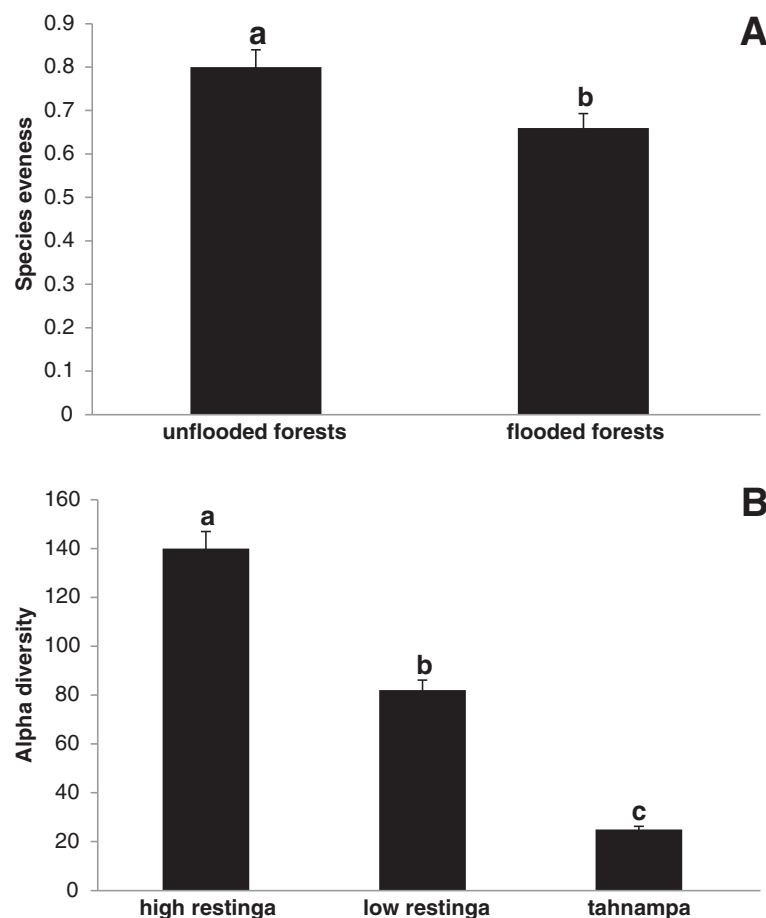 A
Species eveness
0.9
0.8
0.7
0.6
0.5
0.4
0.3
0.2
0.1
0
a
b
unflooded forests
flooded forests
B
Alpha diversity
160
140
120
100
80
60
40
20
0
a
b
c
high restinga
low restinga
tahnampa